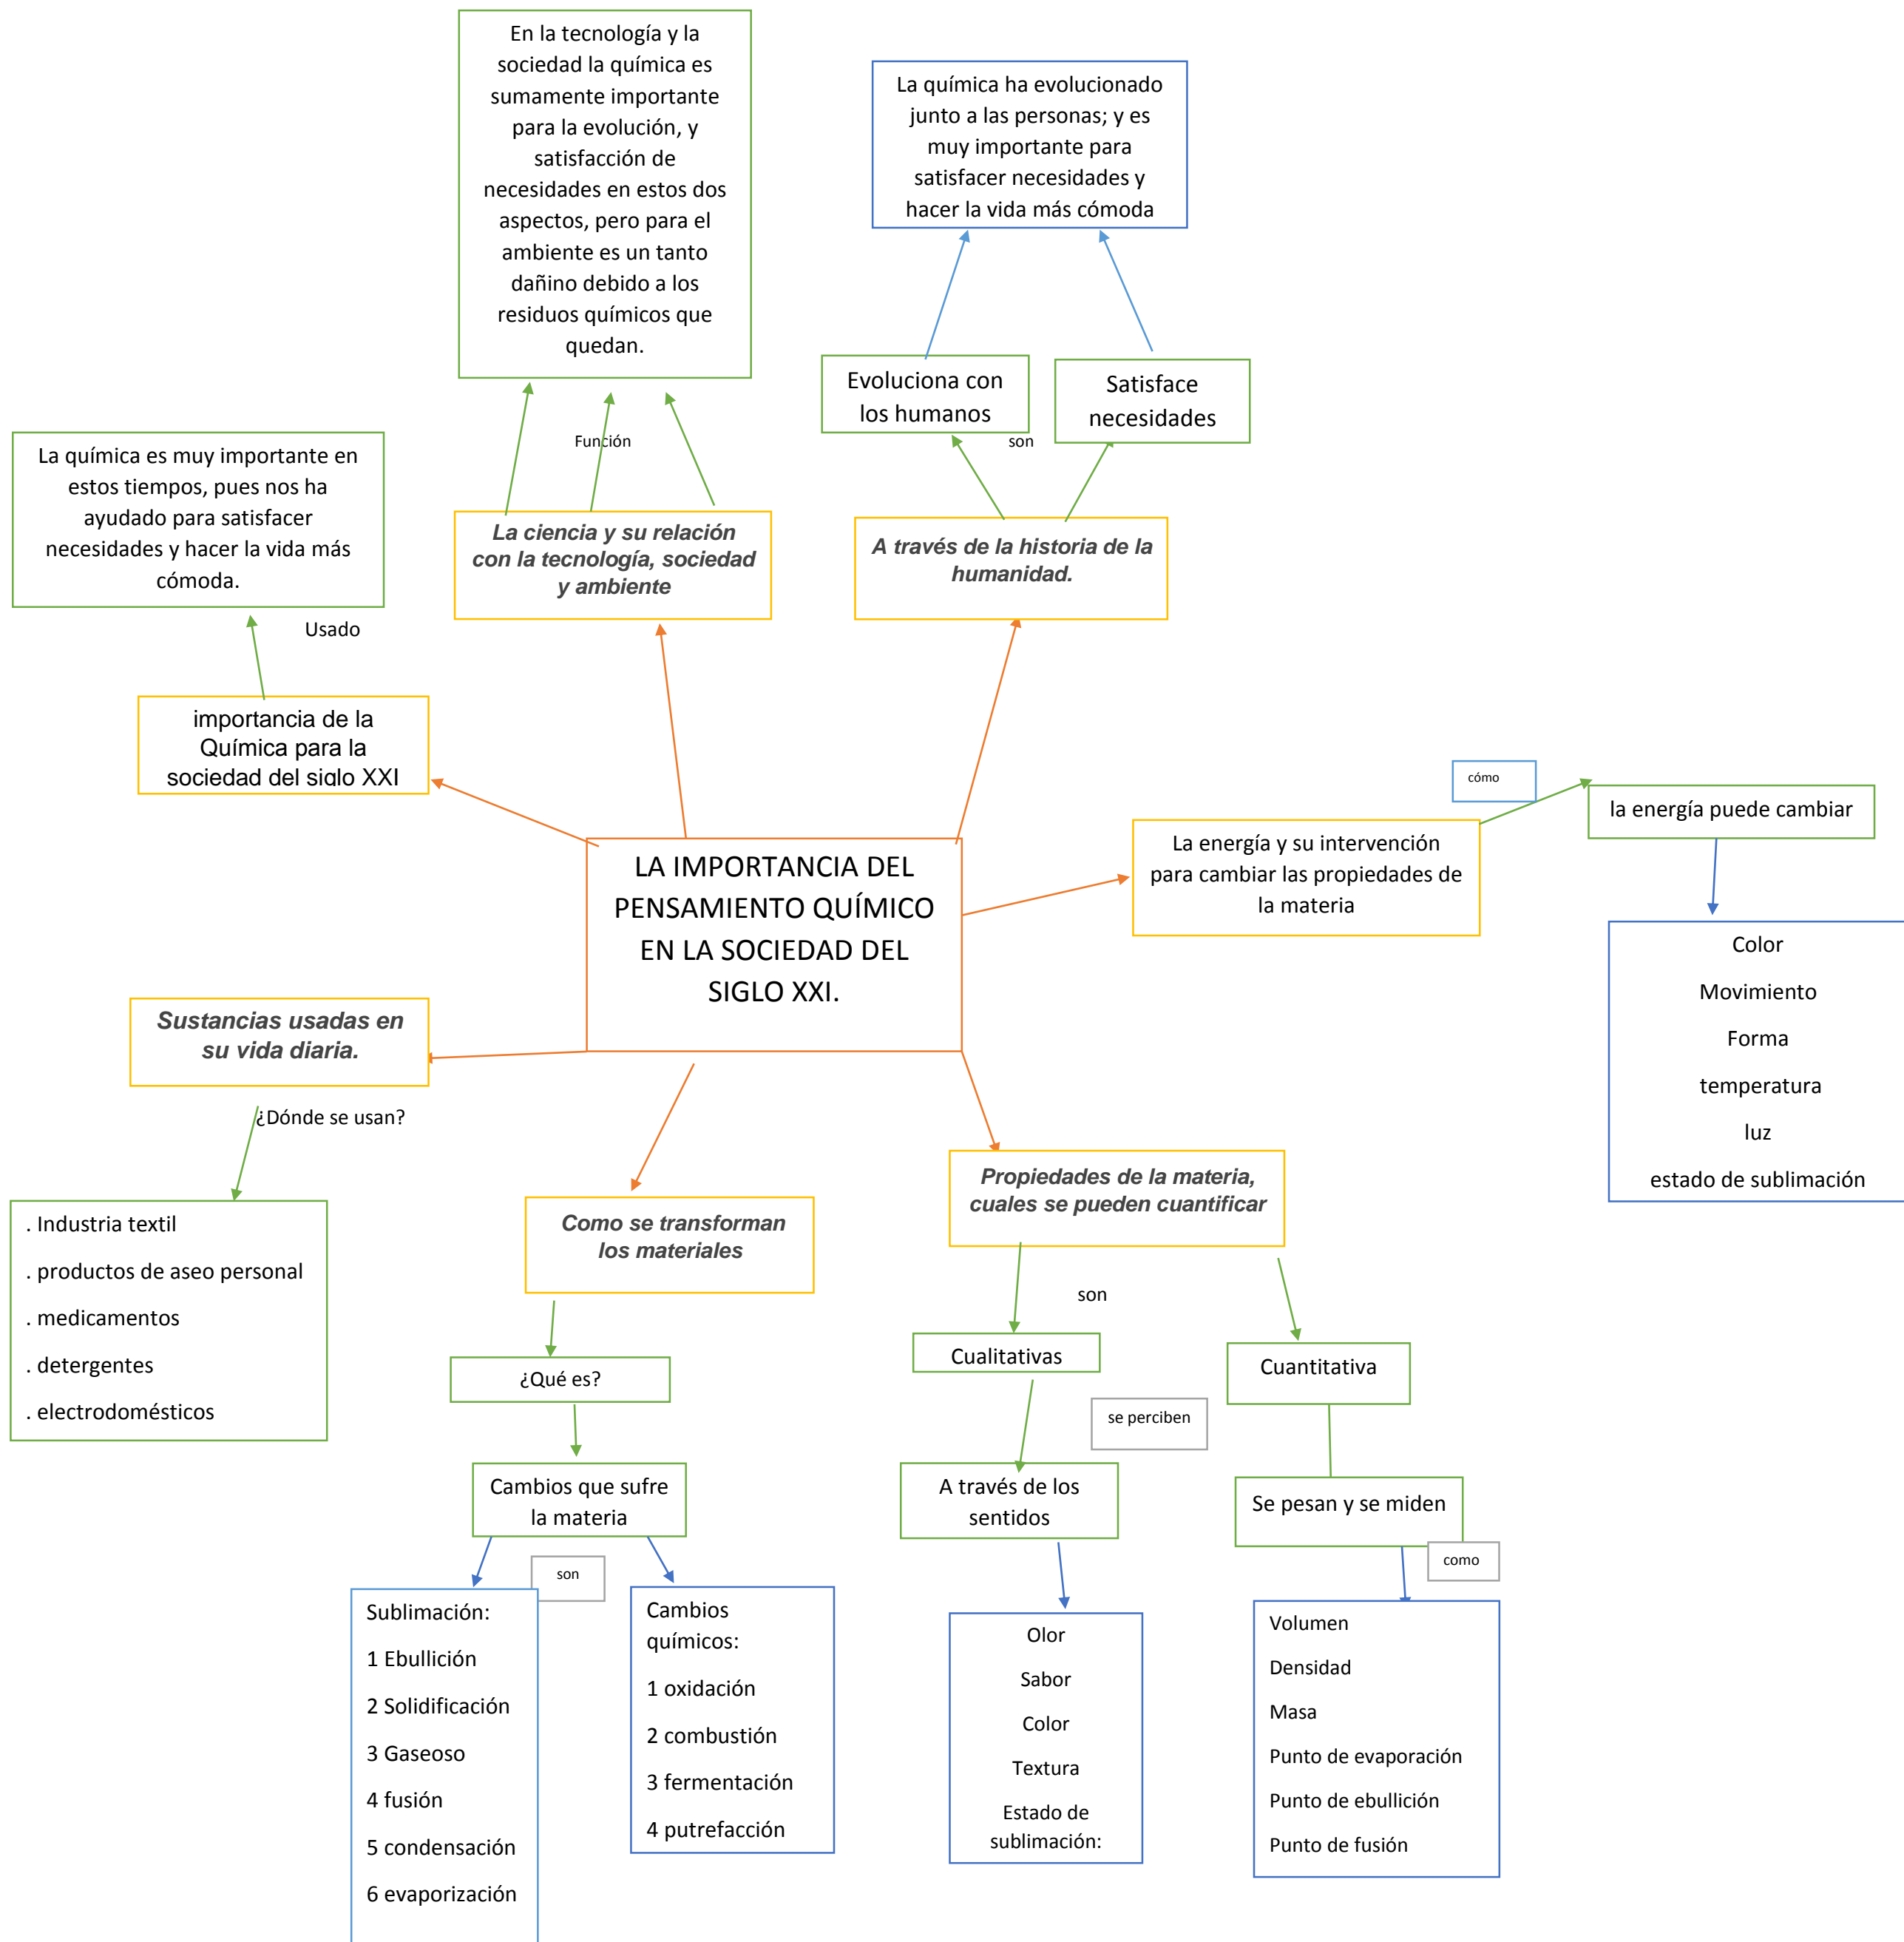 En la tecnología y la
sociedad la química es
sumamente importante
para la evolución, y
satisfacción de
necesidades en estos dos
aspectos, pero para el
ambiente es un tanto
dañino debido a los
residuos químicos que
quedan.
La química ha evolucionado
junto a las personas; y es
muy importante para
satisfacer necesidades y
hacer la vida más cómoda
Evoluciona con
los humanos
Satisface
necesidades
Función
son
La química es muy importante en
estos tiempos, pues nos ha
ayudado para satisfacer
necesidades y hacer la vida más
cómoda.
La ciencia y su relación
con la tecnología, sociedad
y ambiente
A través de la historia de la
humanidad.
Usado
importancia de la
Química para la
sociedad del siglo XXI
cómo
la energía puede cambiar
La energía y su intervención
para cambiar las propiedades de
la materia
LA IMPORTANCIA DEL
PENSAMIENTO QUÍMICO
EN LA SOCIEDAD DEL
SIGLO XXI.
Color
Movimiento
Forma
temperatura
luz
estado de sublimación
Sustancias usadas en
su vida diaria.
¿Dónde se usan?
. Industria textil
. productos de aseo personal
. medicamentos
. detergentes
. electrodomésticos
Como se transforman
los materiales
Propiedades de la materia,
cuales se pueden cuantificar
son
¿Qué es?
Cualitativas
Cuantitativa
se perciben
Cambios que sufre
la materia
A través de los
sentidos
Se pesan y se miden
son
como
Sublimación:
1 Ebullición
2 Solidificación
3 Gaseoso
4 fusión
5 condensación
6 evaporización
Cambios
químicos:
1 oxidación
2 combustión
3 fermentación
4 putrefacción
Olor
Sabor
Color
Textura
Estado de
sublimación:
Volumen
Densidad
Masa
Punto de evaporación
Punto de ebullición
Punto de fusión